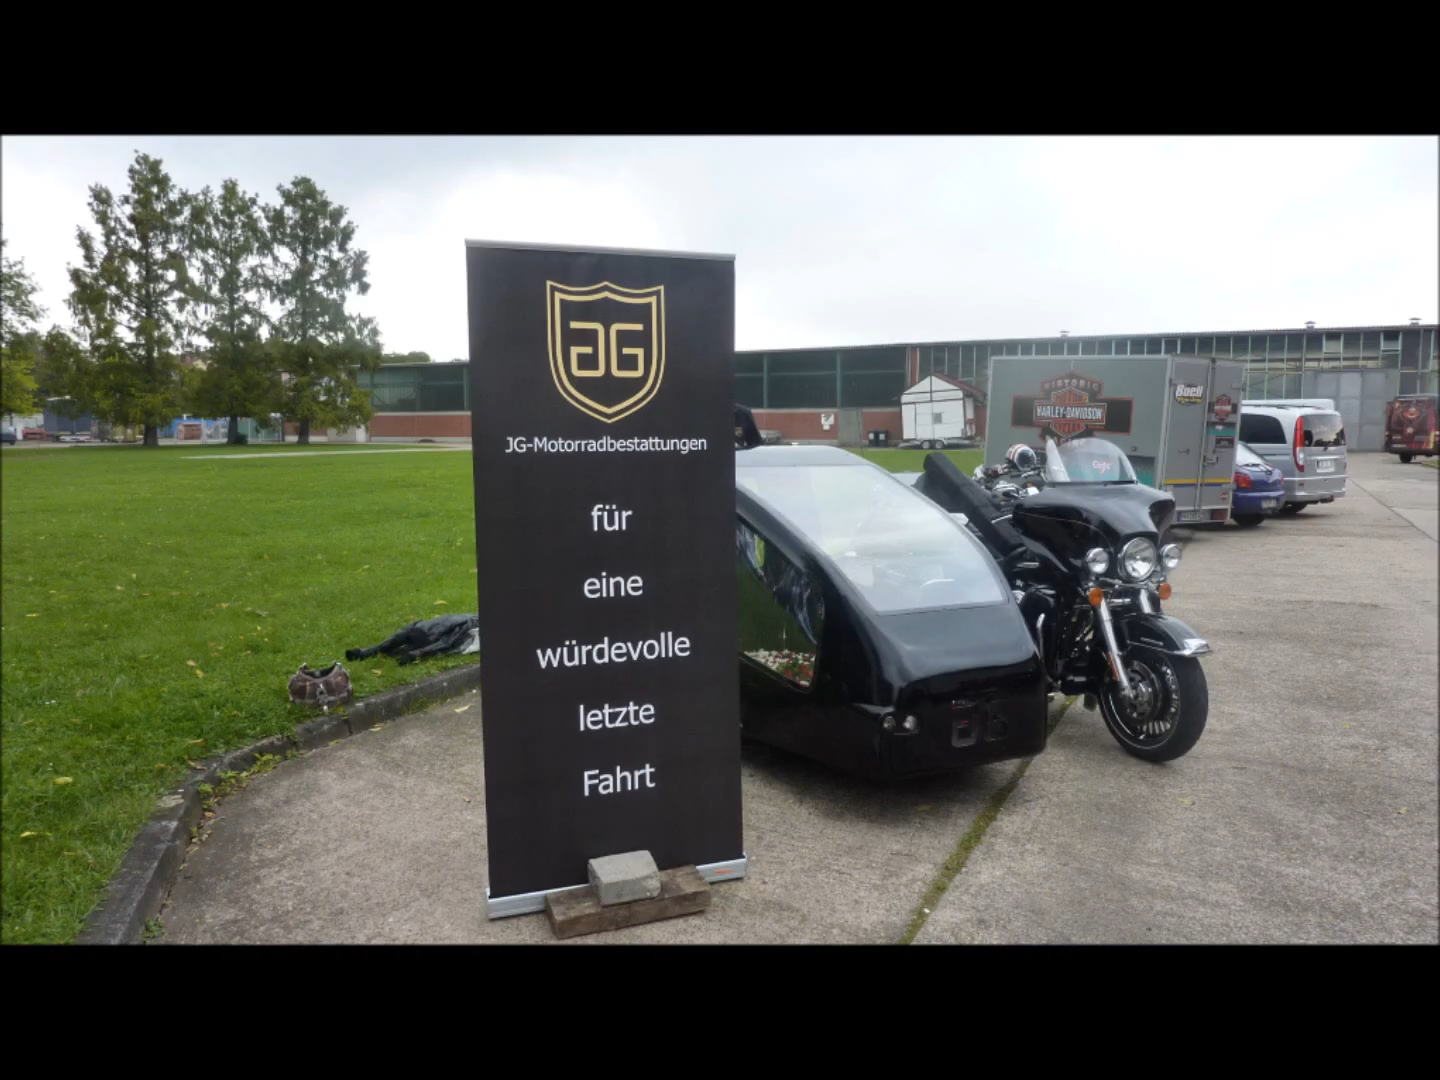 JG
JG-Motorradbestattungen
für
eine
würdevolle
letzte
Fahrt
HISTORIC
HARLEY-DAVIDSON
Buell